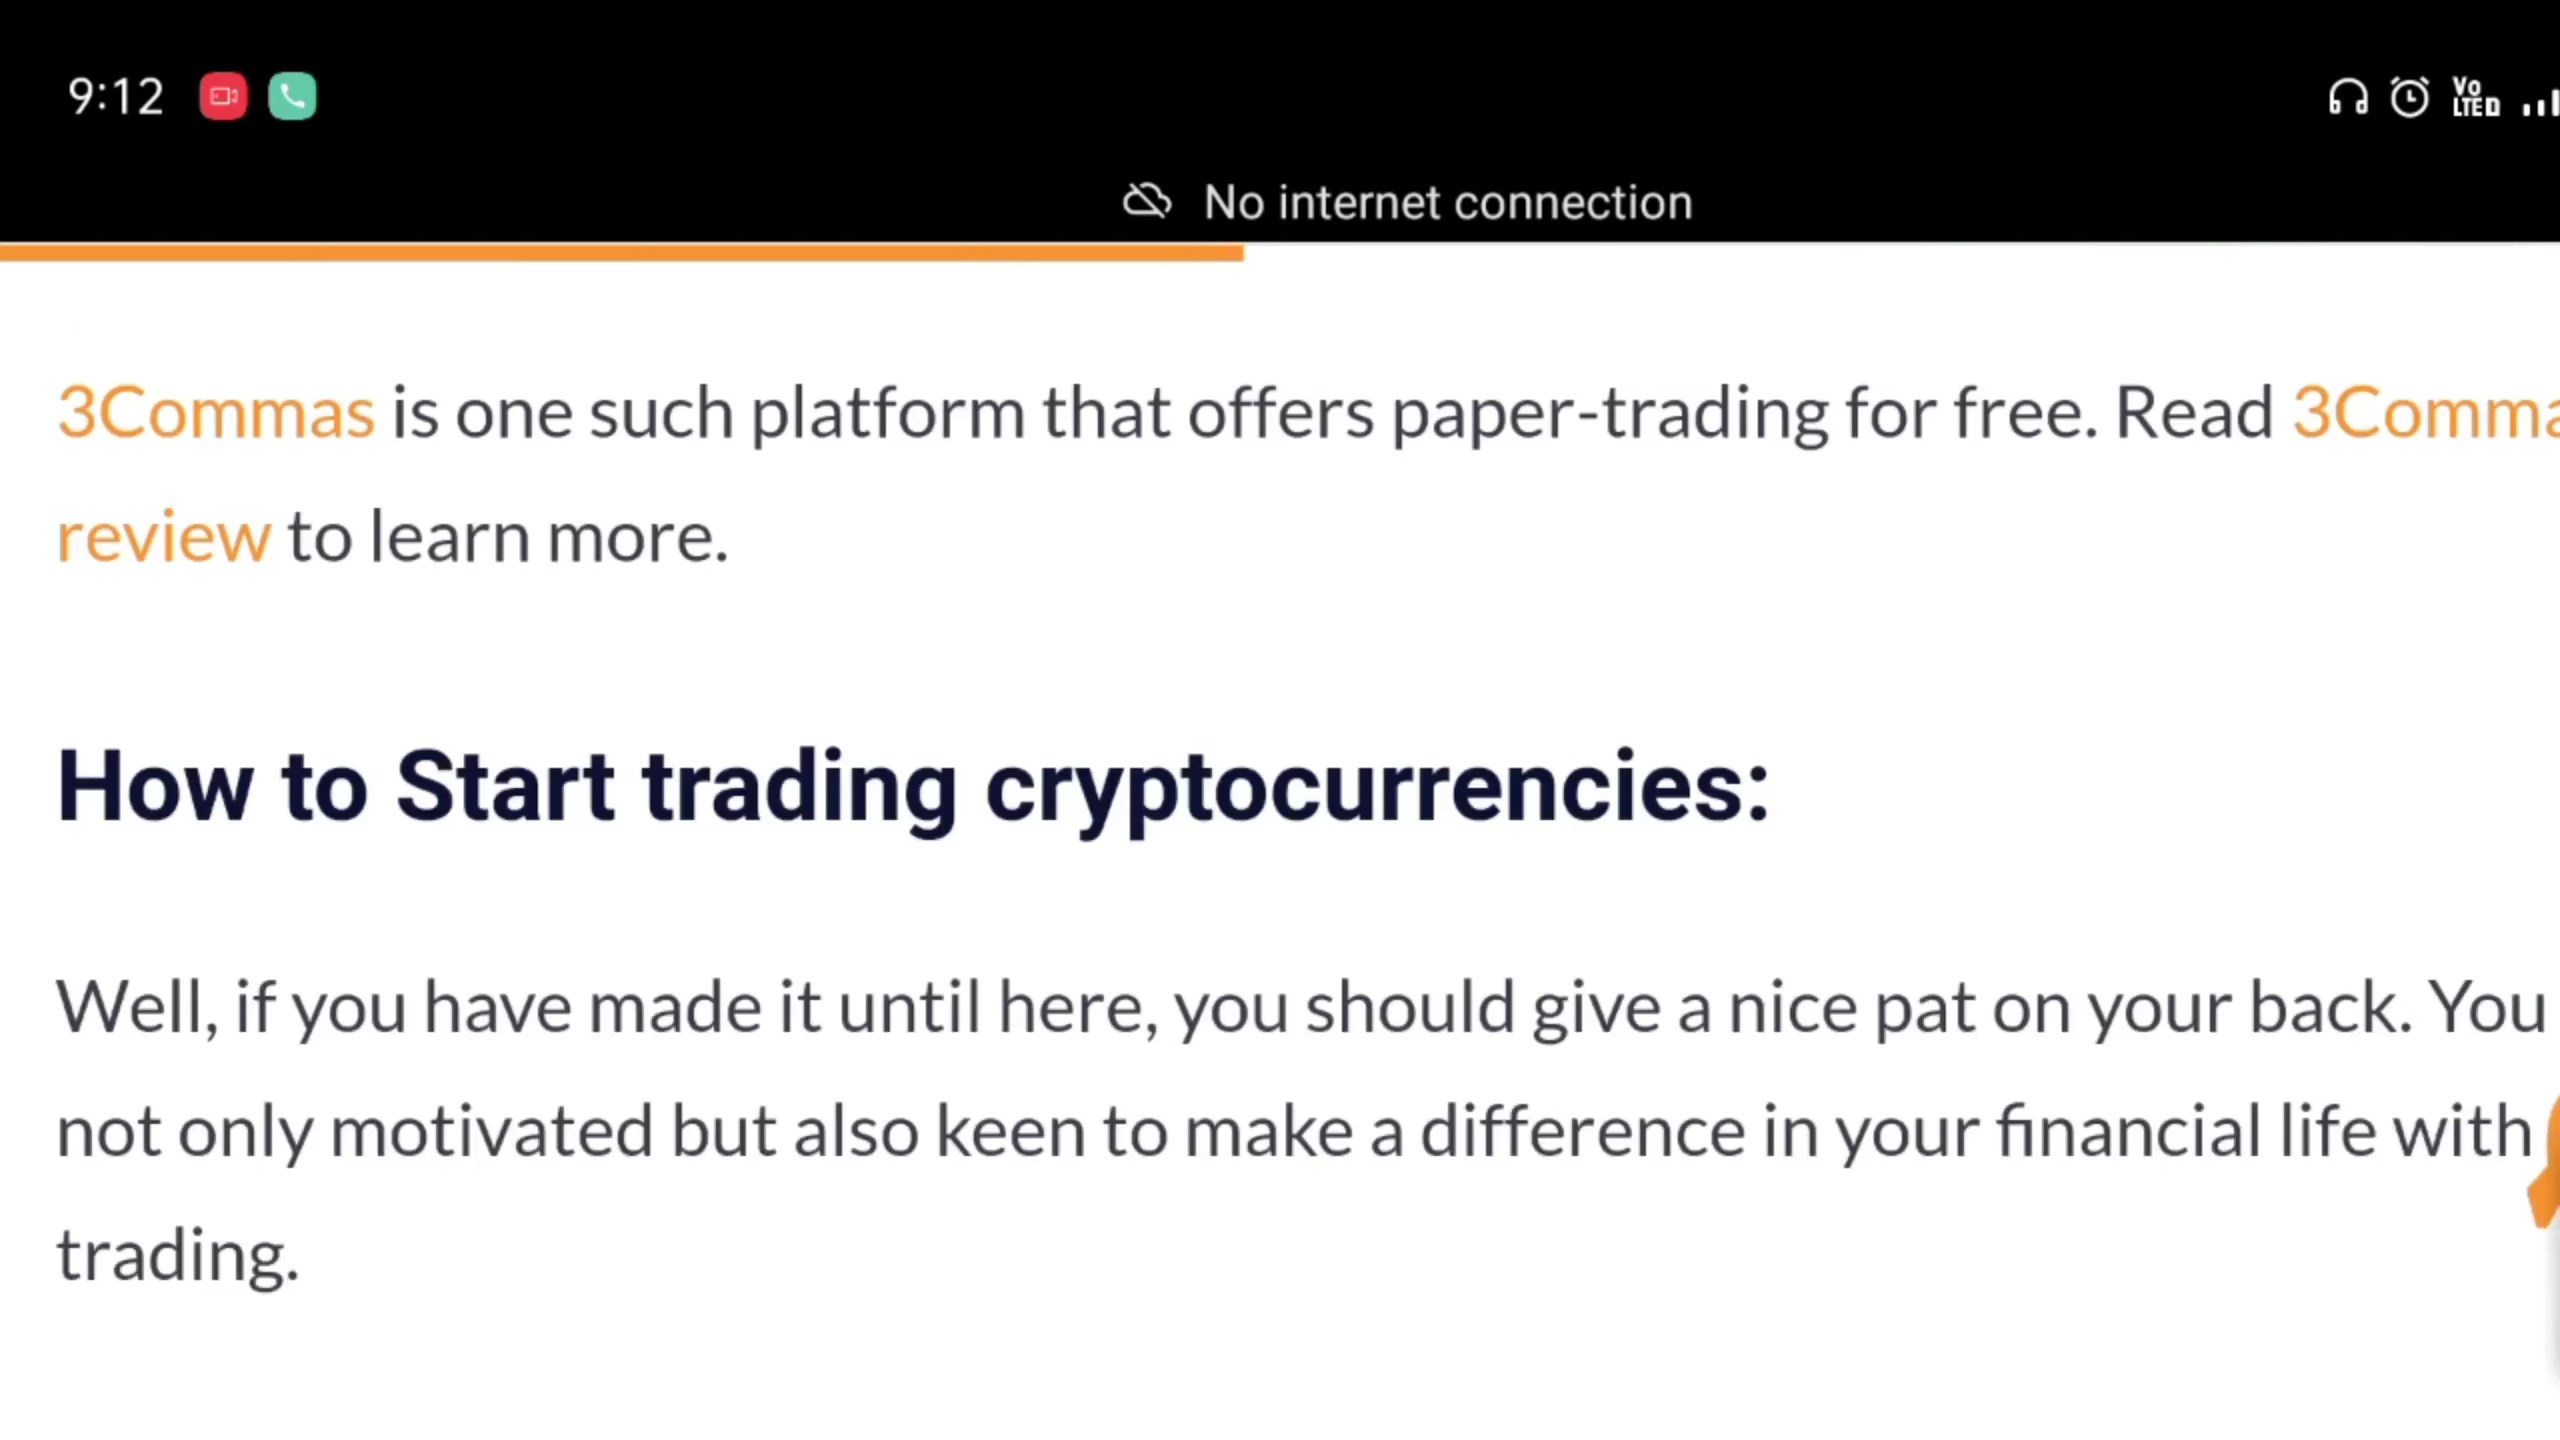 9:12
Vo
LTED
No internet connection
3Commas is one such platform that offers paper-trading for free. Read
review to learn more.
How to Start trading cryptocurrencies:
Well, if you have made it until here, you should give a nice pat on your back. You
not only motivated but also keen to make a difference in your financial life with
trading.